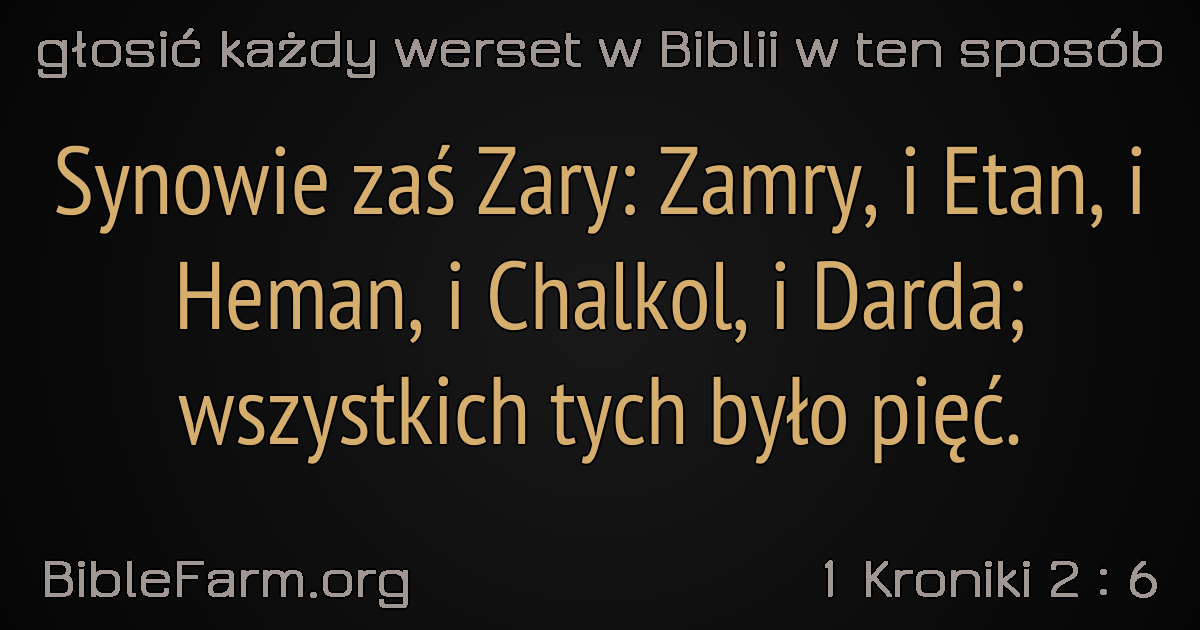 głosić każdy werset w Biblii w ten sposób
Synowie zaś Zary: Zamry, i Etan, i
Heman, i Chalkol, i Darda;
wszystkich tych było pięć.
BibleFarm.org
1 Kroniki 2 : 6